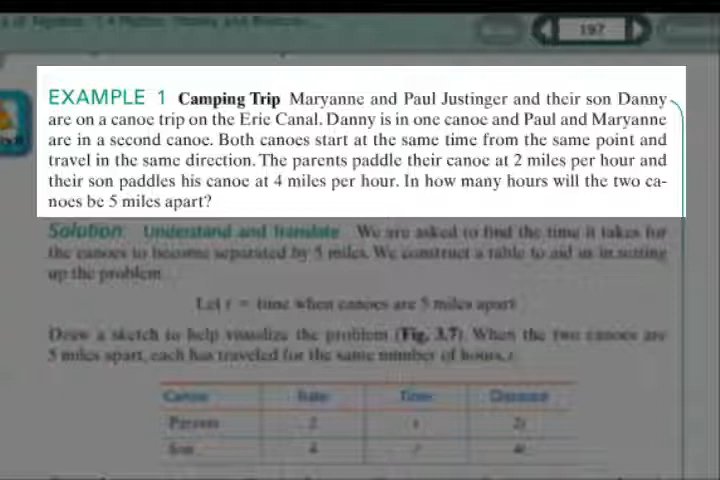 197
EXAMPLE 1 Camping Trip Maryanne and Paul Justinger and their son Danny
are on a canoe trip on the Erie Canal. Danny is in one canoe and Paul and Maryanne
are in a second canoe. Both canoes start at the same time from the same point and
travel in the same direction. The parents paddle their canoe at 2 miles per hour and
their son paddles his canoe at 4 miles per hour. In how many hours will the two ca-
noes be 5 miles apart?
Solution Understand and Translate We are asked to find the time it takes for
the canoes to become separated by 5 miles. We construct a table to aid us in setting
up the problem.
Let t = time when canoes are 5 miles apart
Draw a sketch to help visualize the problem (Fig. 3.7). When the two canoes are
5 miles apart, each has traveled for the same number of hours, t.
Canoe Rate Time Distance
Parents 2 t 2t
Son 4 t 4t